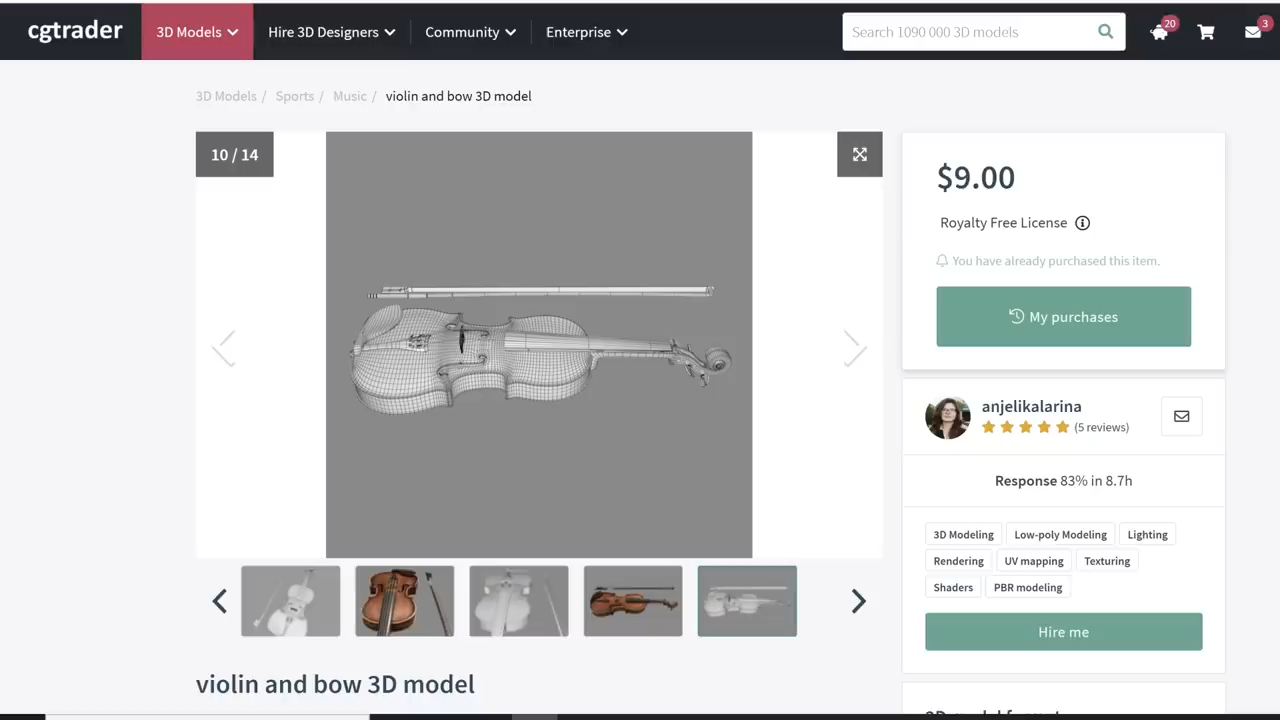 cgtrader
3D Models
Hire 3D Designers
Community
Enterprise
Search 1090 000 3D models
20
3
3D Models / Sports / Music / violin and bow 3D model
10 / 14
$9.00
Royalty Free License
You have already purchased this item.
My purchases
anjelikalarina
(5 reviews)
Response 83% in 8.7h
3D Modeling
Low-poly Modeling
Lighting
Rendering
UV mapping
Texturing
Shaders
PBR modeling
Hire me
violin and bow 3D model